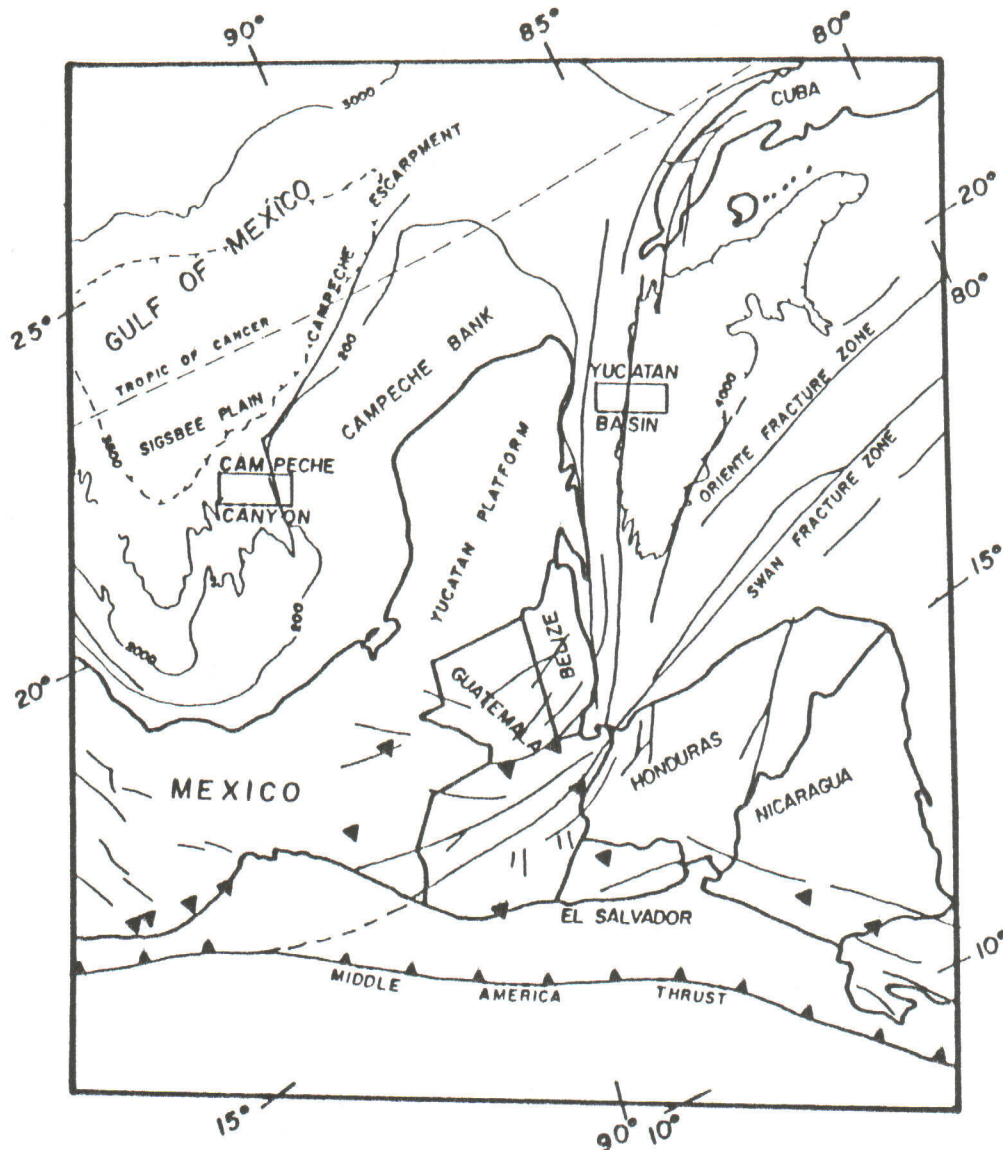 90°
85°
80°
3000
CUBA
ESCARPMENT
GULF OF MEXICO
20°
80°
CAMPECHE
25°
200
TROPIC OF CANCER
CAMPECHE BANK
YUCATAN
BASIN
4000
ORIENTE FRACTURE ZONE
SIGSBEE PLAIN
CAMPECHE
CANYON
YUCATAN PLATFORM
SWAN FRACTURE ZONE
15°
200
BELIZE
20°
GUATEMALA
HONDURAS
MEXICO
NICARAGUA
EL SALVADOR
10°
MIDDLE AMERICA THRUST
15°
90°
10°